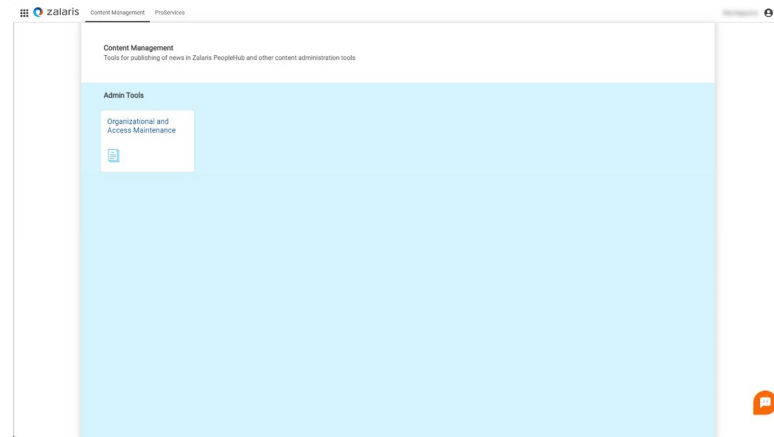 zalaris
Content Management
ProServices
Content Management
Tools for publishing of news in Zalaris PeopleHub and other content administration tools
Admin Tools
Organizational and
Access Maintenance